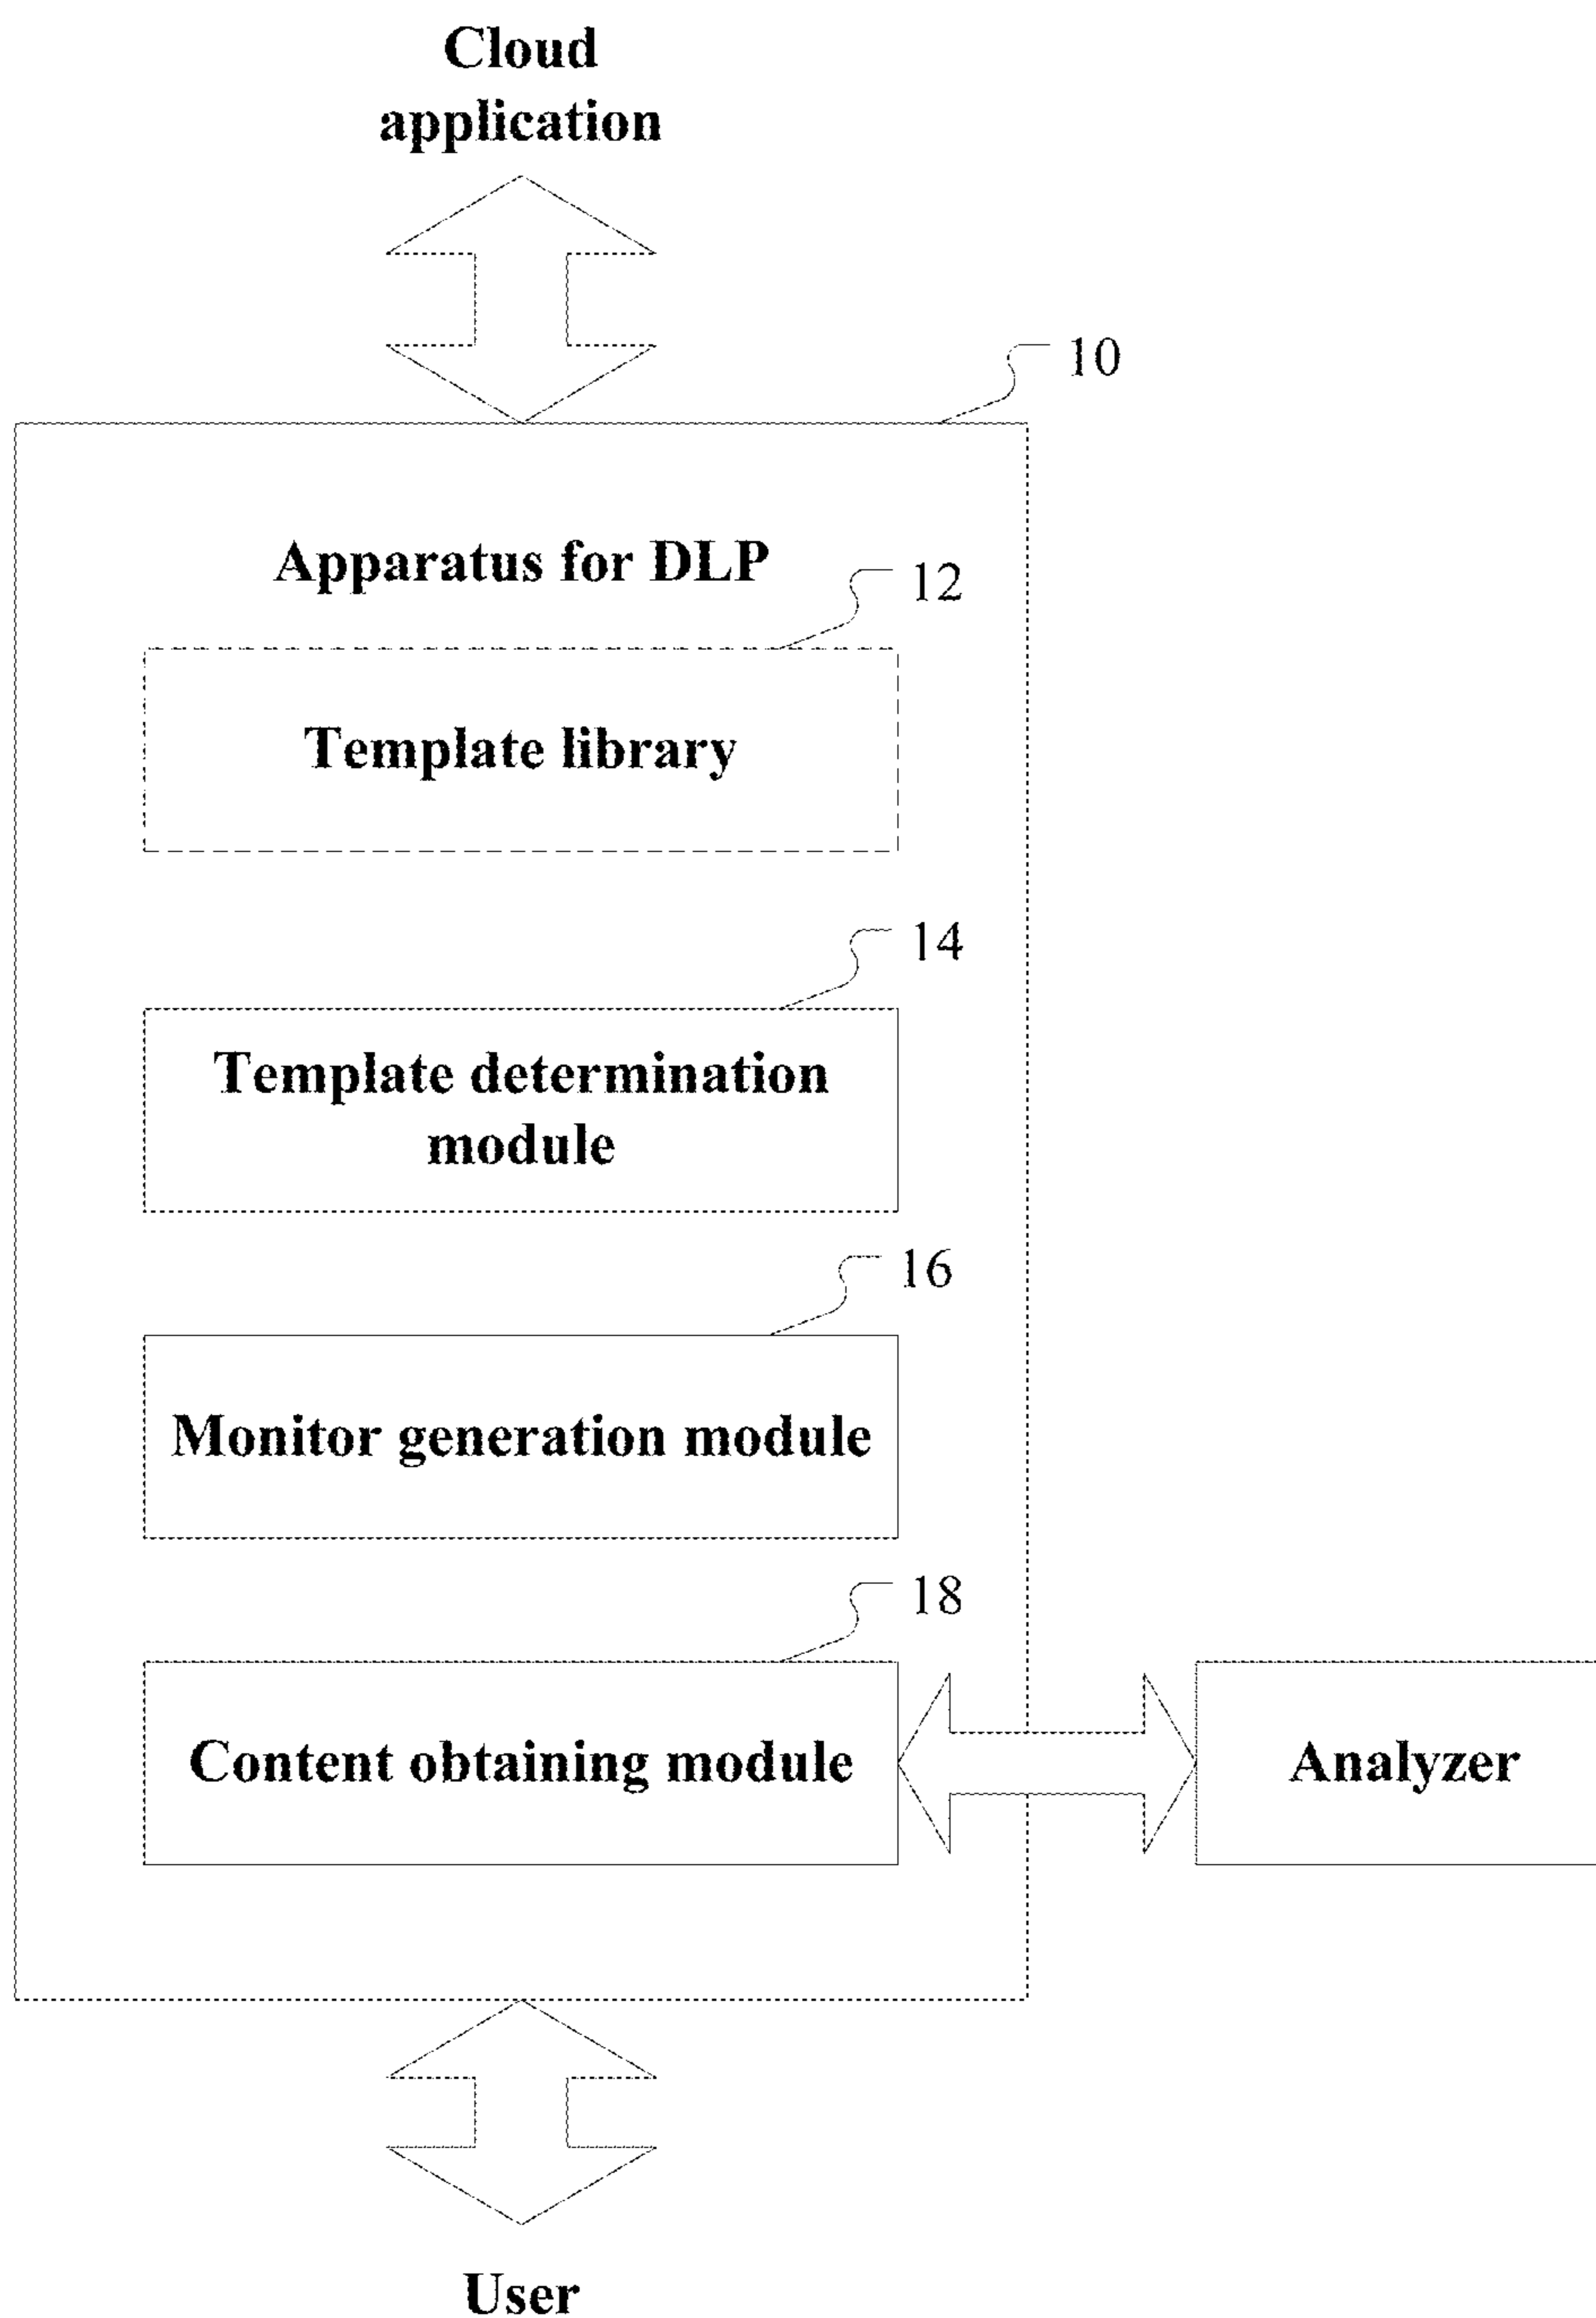 Cloud
application
10
Apparatus for DLP
12
Template library
14
Template determination
module
16
Monitor generation module
18
Content obtaining module
Analyzer
User